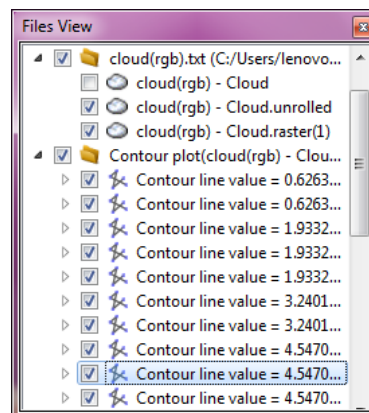 Files View
cloud(rgb).txt (C:/Users/lenovo...
cloud(rgb) - Cloud
cloud(rgb) - Cloud.unrolled
cloud(rgb) - Cloud.raster(1)
Contour plot(cloud(rgb) - Clou...
Contour line value = 0.6263...
Contour line value = 0.6263...
Contour line value = 1.9332...
Contour line value = 1.9332...
Contour line value = 1.9332...
Contour line value = 3.2401...
Contour line value = 3.2401...
Contour line value = 4.5470...
Contour line value = 4.5470...
Contour line value = 4.5470...